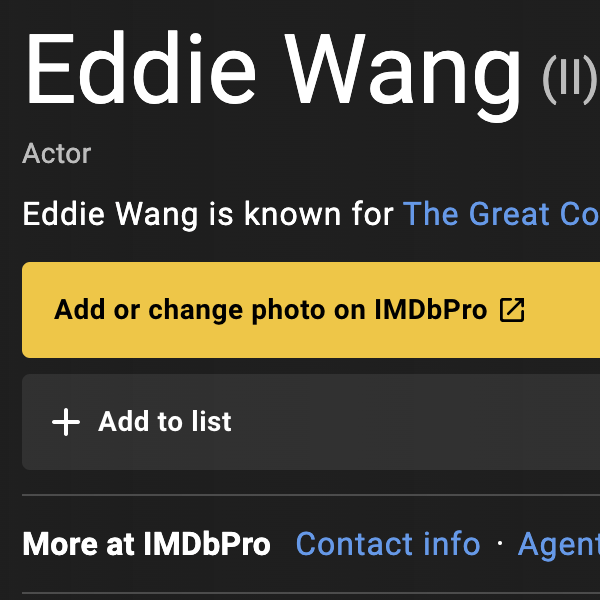 Eddie Wang (II)
Actor
Eddie Wang is known for The Great Co
Add or change photo on IMDbPro
Add to list
More at IMDbPro Contact info · Agent